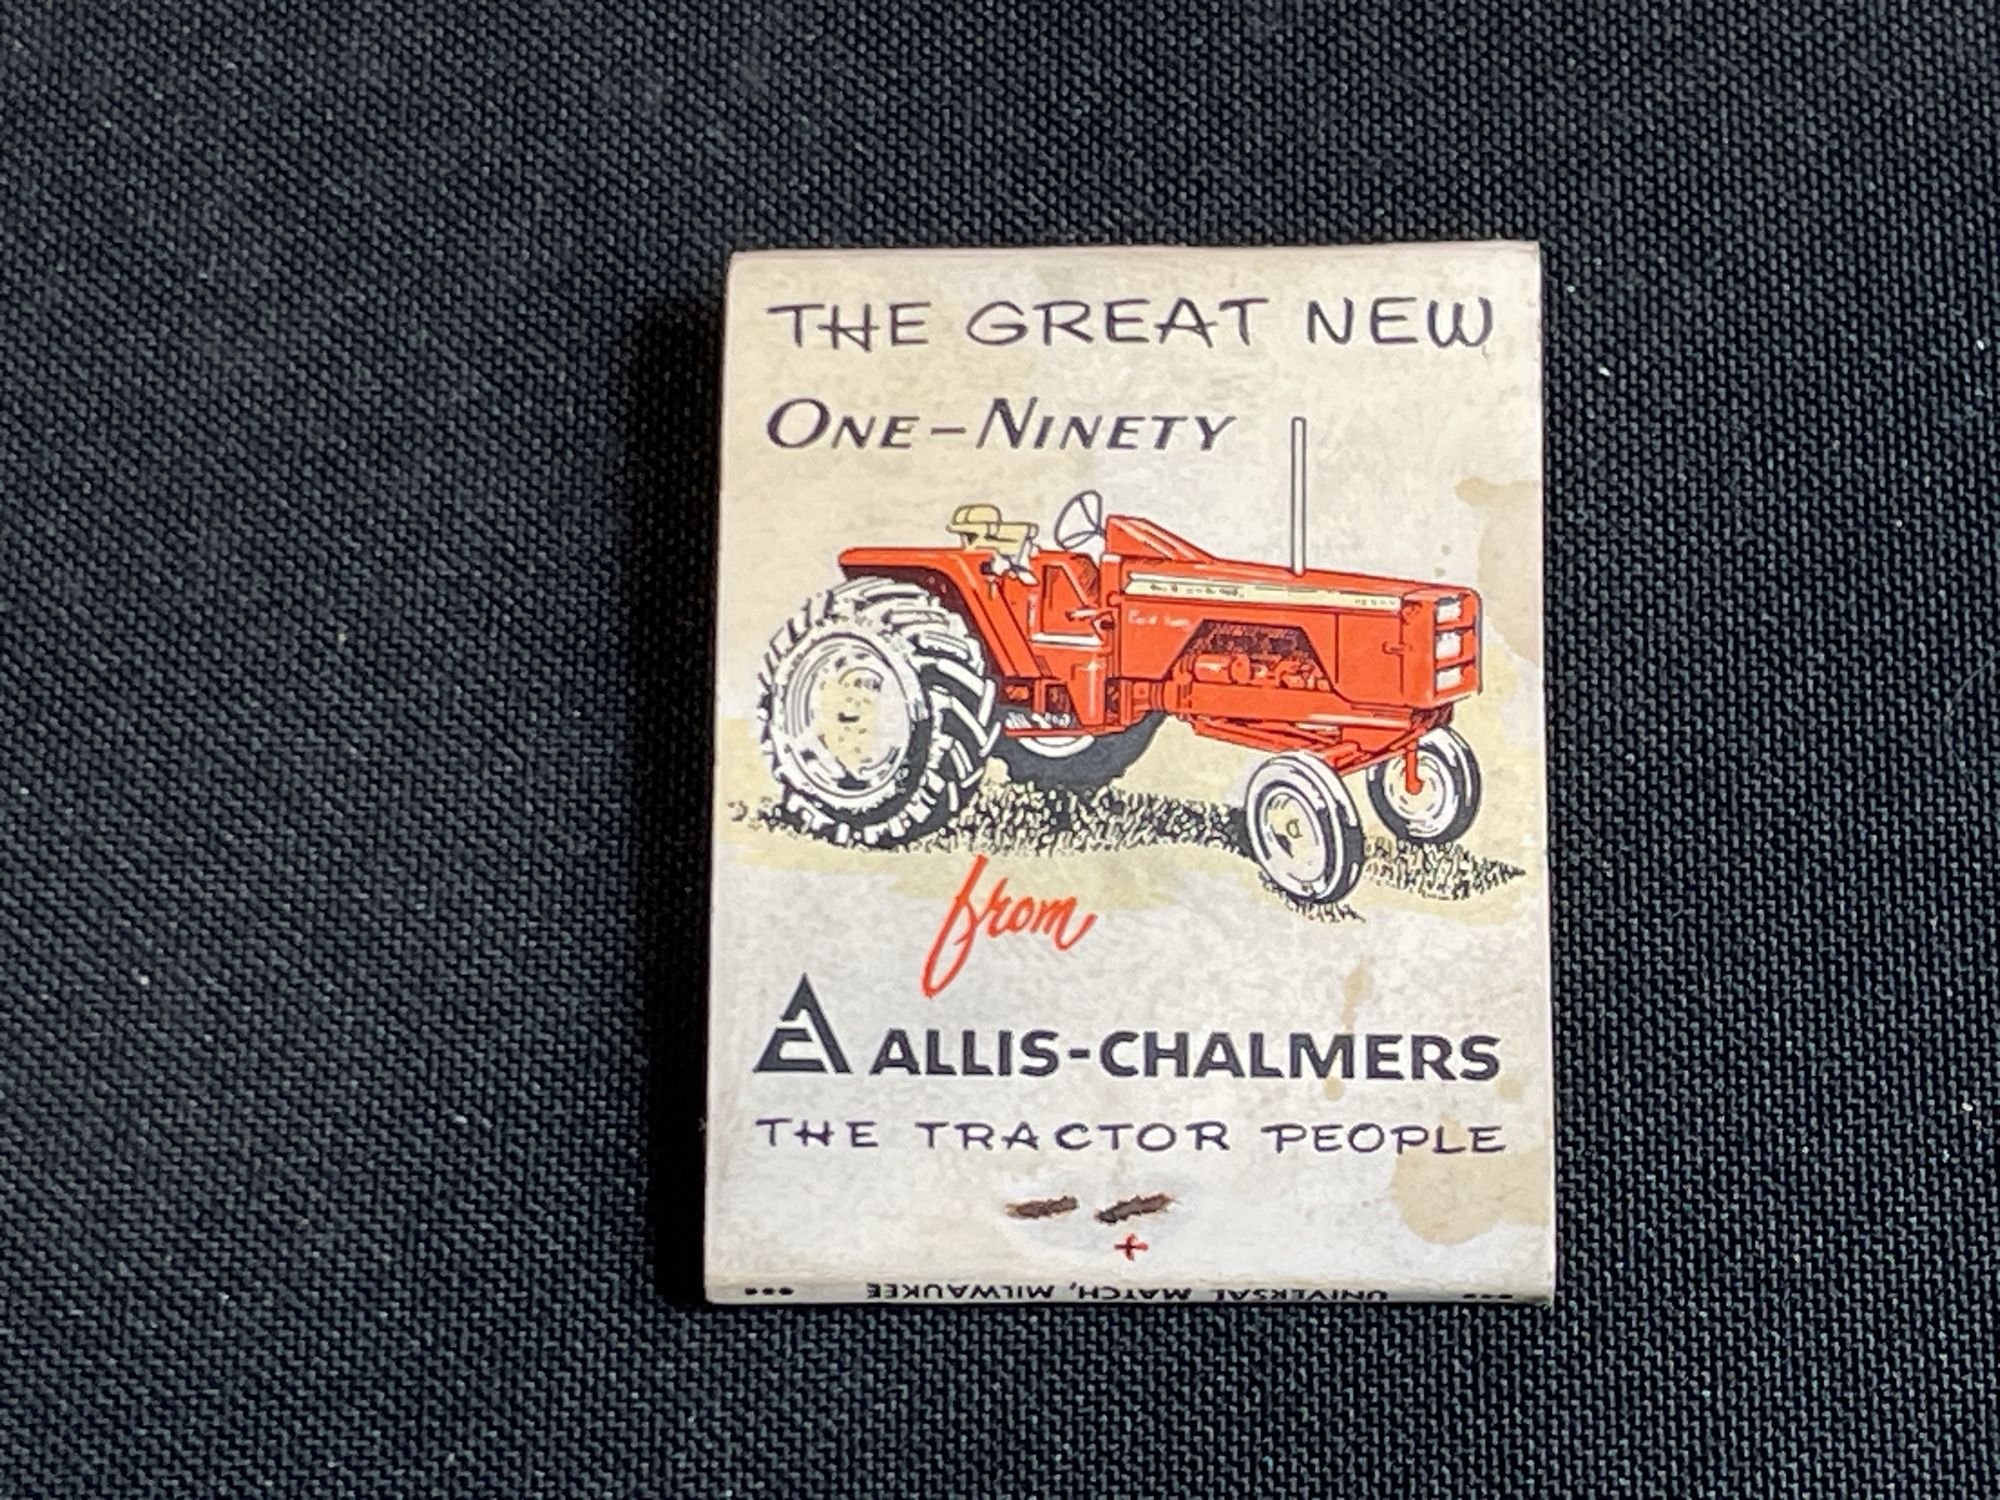 THE GREAT NEW
ONE-NINETY
from
ALLIS-CHALMERS
THE TRACTOR PEOPLE
UNIVERSAL MATCH, MILWAUKEE